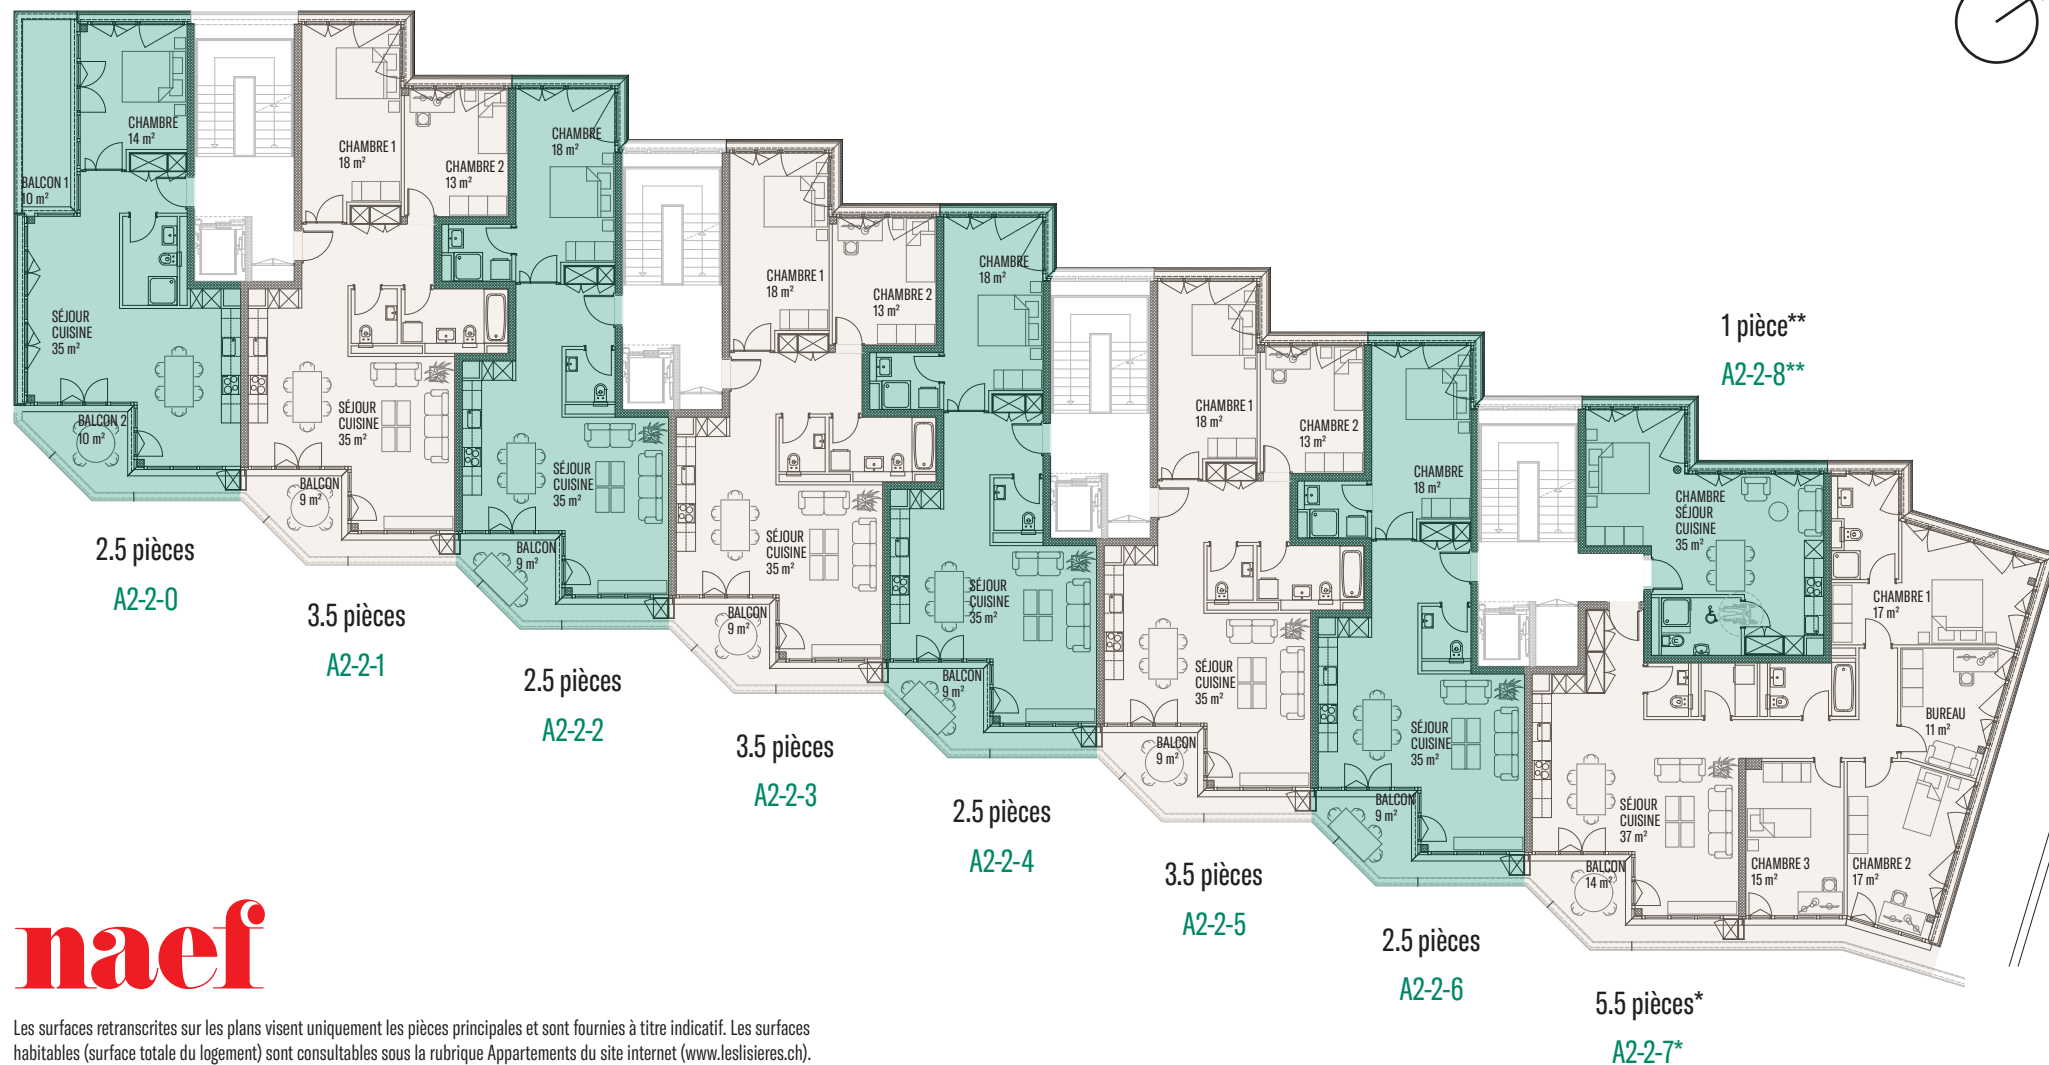 CHAMBRE
14 m²
BALCON 1
10 m²
SÉJOUR
CUISINE
35 m²
BALCON 2
10 m²
2.5 pièces
A2-2-0
CHAMBRE 1
18 m²
CHAMBRE 2
13 m²
SÉJOUR
CUISINE
35 m²
BALCON
9 m²
3.5 pièces
A2-2-1
CHAMBRE
18 m²
SÉJOUR
CUISINE
35 m²
BALCON
9 m²
2.5 pièces
A2-2-2
CHAMBRE 1
18 m²
CHAMBRE 2
13 m²
SÉJOUR
CUISINE
35 m²
BALCON
9 m²
3.5 pièces
A2-2-3
CHAMBRE
18 m²
SÉJOUR
CUISINE
35 m²
BALCON
9 m²
2.5 pièces
A2-2-4
CHAMBRE 1
18 m²
CHAMBRE 2
13 m²
SÉJOUR
CUISINE
35 m²
BALCON
9 m²
3.5 pièces
A2-2-5
CHAMBRE
18 m²
SÉJOUR
CUISINE
35 m²
BALCON
9 m²
2.5 pièces
A2-2-6
1 pièce**
A2-2-8**
CHAMBRE
SÉJOUR
CUISINE
35 m²
CHAMBRE 1
17 m²
BUREAU
11 m²
SÉJOUR
CUISINE
37 m²
CHAMBRE 3
15 m²
CHAMBRE 2
17 m²
BALCON
14 m²
5.5 pièces*
A2-2-7*
naef
Les surfaces retranscrites sur les plans visent uniquement les pièces principales et sont fournies à titre indicatif. Les surfaces
habitables (surface totale du logement) sont consultables sous la rubrique Appartements du site internet (www.leslisieres.ch).